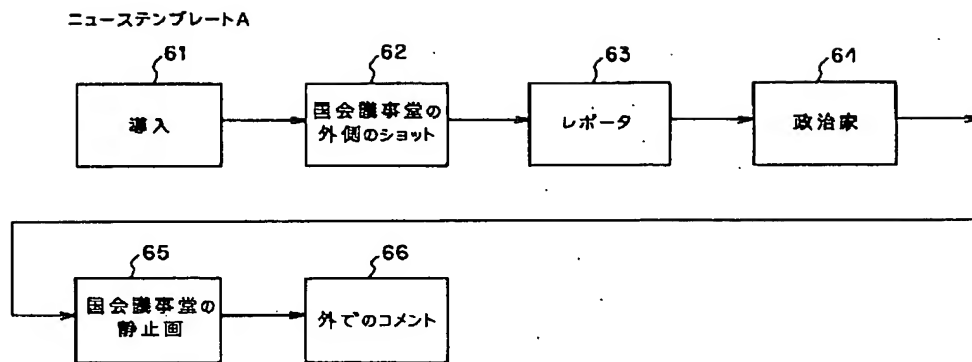 ニューステンプレートA
61
導入
62
国会議事堂の
外側のショット
63
レポータ
64
政治家
65
国会議事堂の
静止画
66
外でのコメント